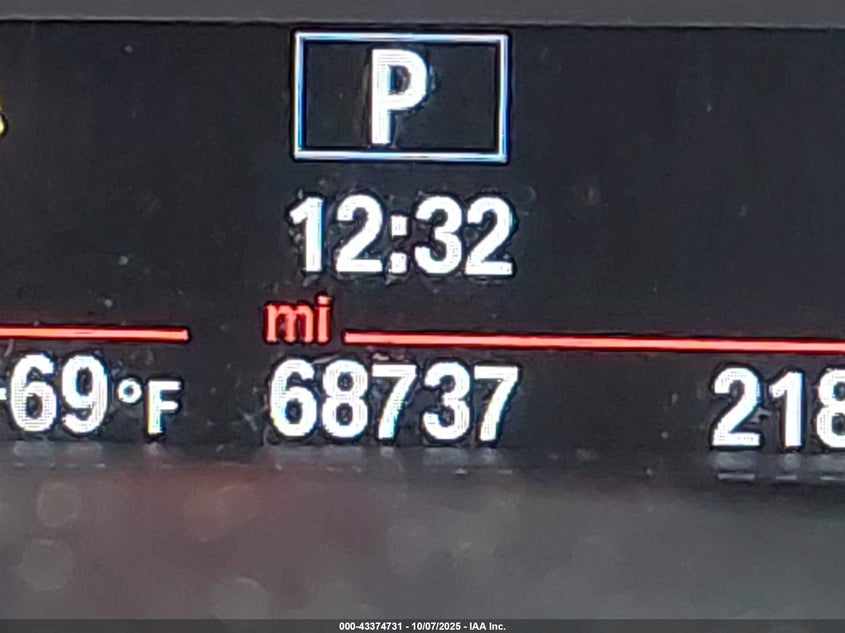 P
12:32
mi
+69°F 68737 218
000-43374731 - 10/07/2025 - IAA Inc.